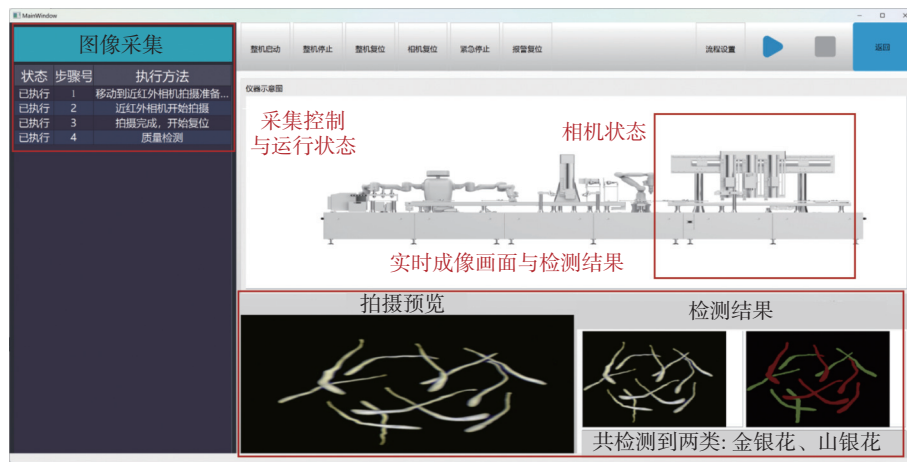 MainWindow
图像采集
状态 步骤号 执行方法
已执行 1 移动到近红外相机拍摄准备...
已执行 2 近红外相机开始拍摄
已执行 3 拍摄完成，开始复位
已执行 4 质量检测
整机启动 整机停止 整机复位 相机复位 紧急停止 报警复位 流程设置 返回
仪器示意图
采集控制
与运行状态
相机状态
实时成像画面与检测结果
拍摄预览
检测结果
共检测到两类: 金银花、山银花